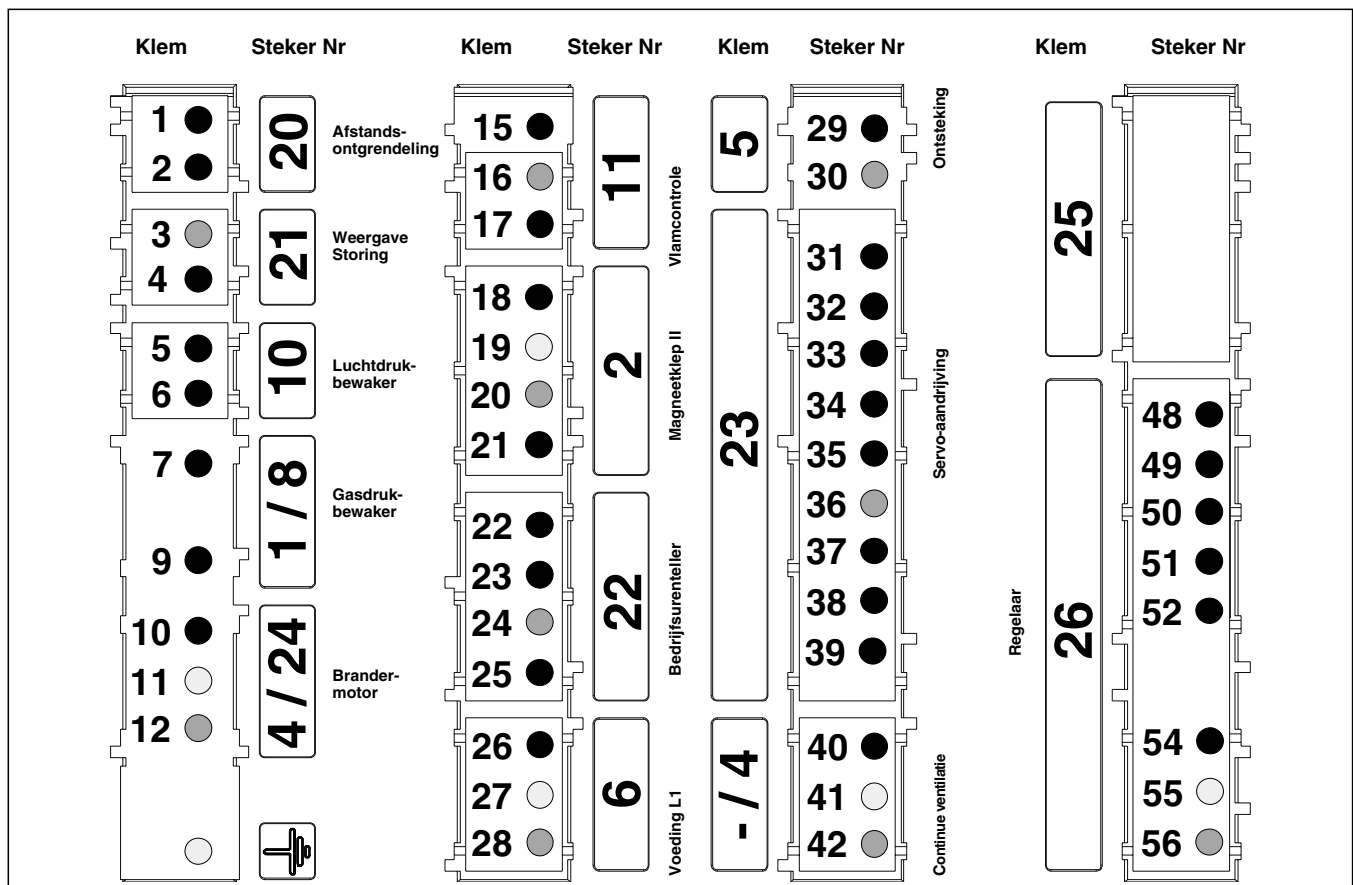 Klem Steker Nr Klem Steker Nr Klem Steker Nr Klem Steker Nr
1
2
20
Afstands-
ontgrendeling
3
4
21
Weergave
Storing
5
6
10
Luchtdruk-
bewaker
7
9
1 / 8
Gasdruk-
bewaker
10
11
12
4 / 24
Brander-
motor
15
16
17
11
Vlamcontrole
18
19
20
21
2
Magneetklep II
22
23
24
25
22
Bedrijfsurenteller
26
27
28
6
Voeding L1
5
29
30
Ontsteking
23
31
32
33
34
35
36
37
38
39
Servo-aandrijving
- / 4
40
41
42
Continue ventilatie
25
Regelaar
26
48
49
50
51
52
54
55
56